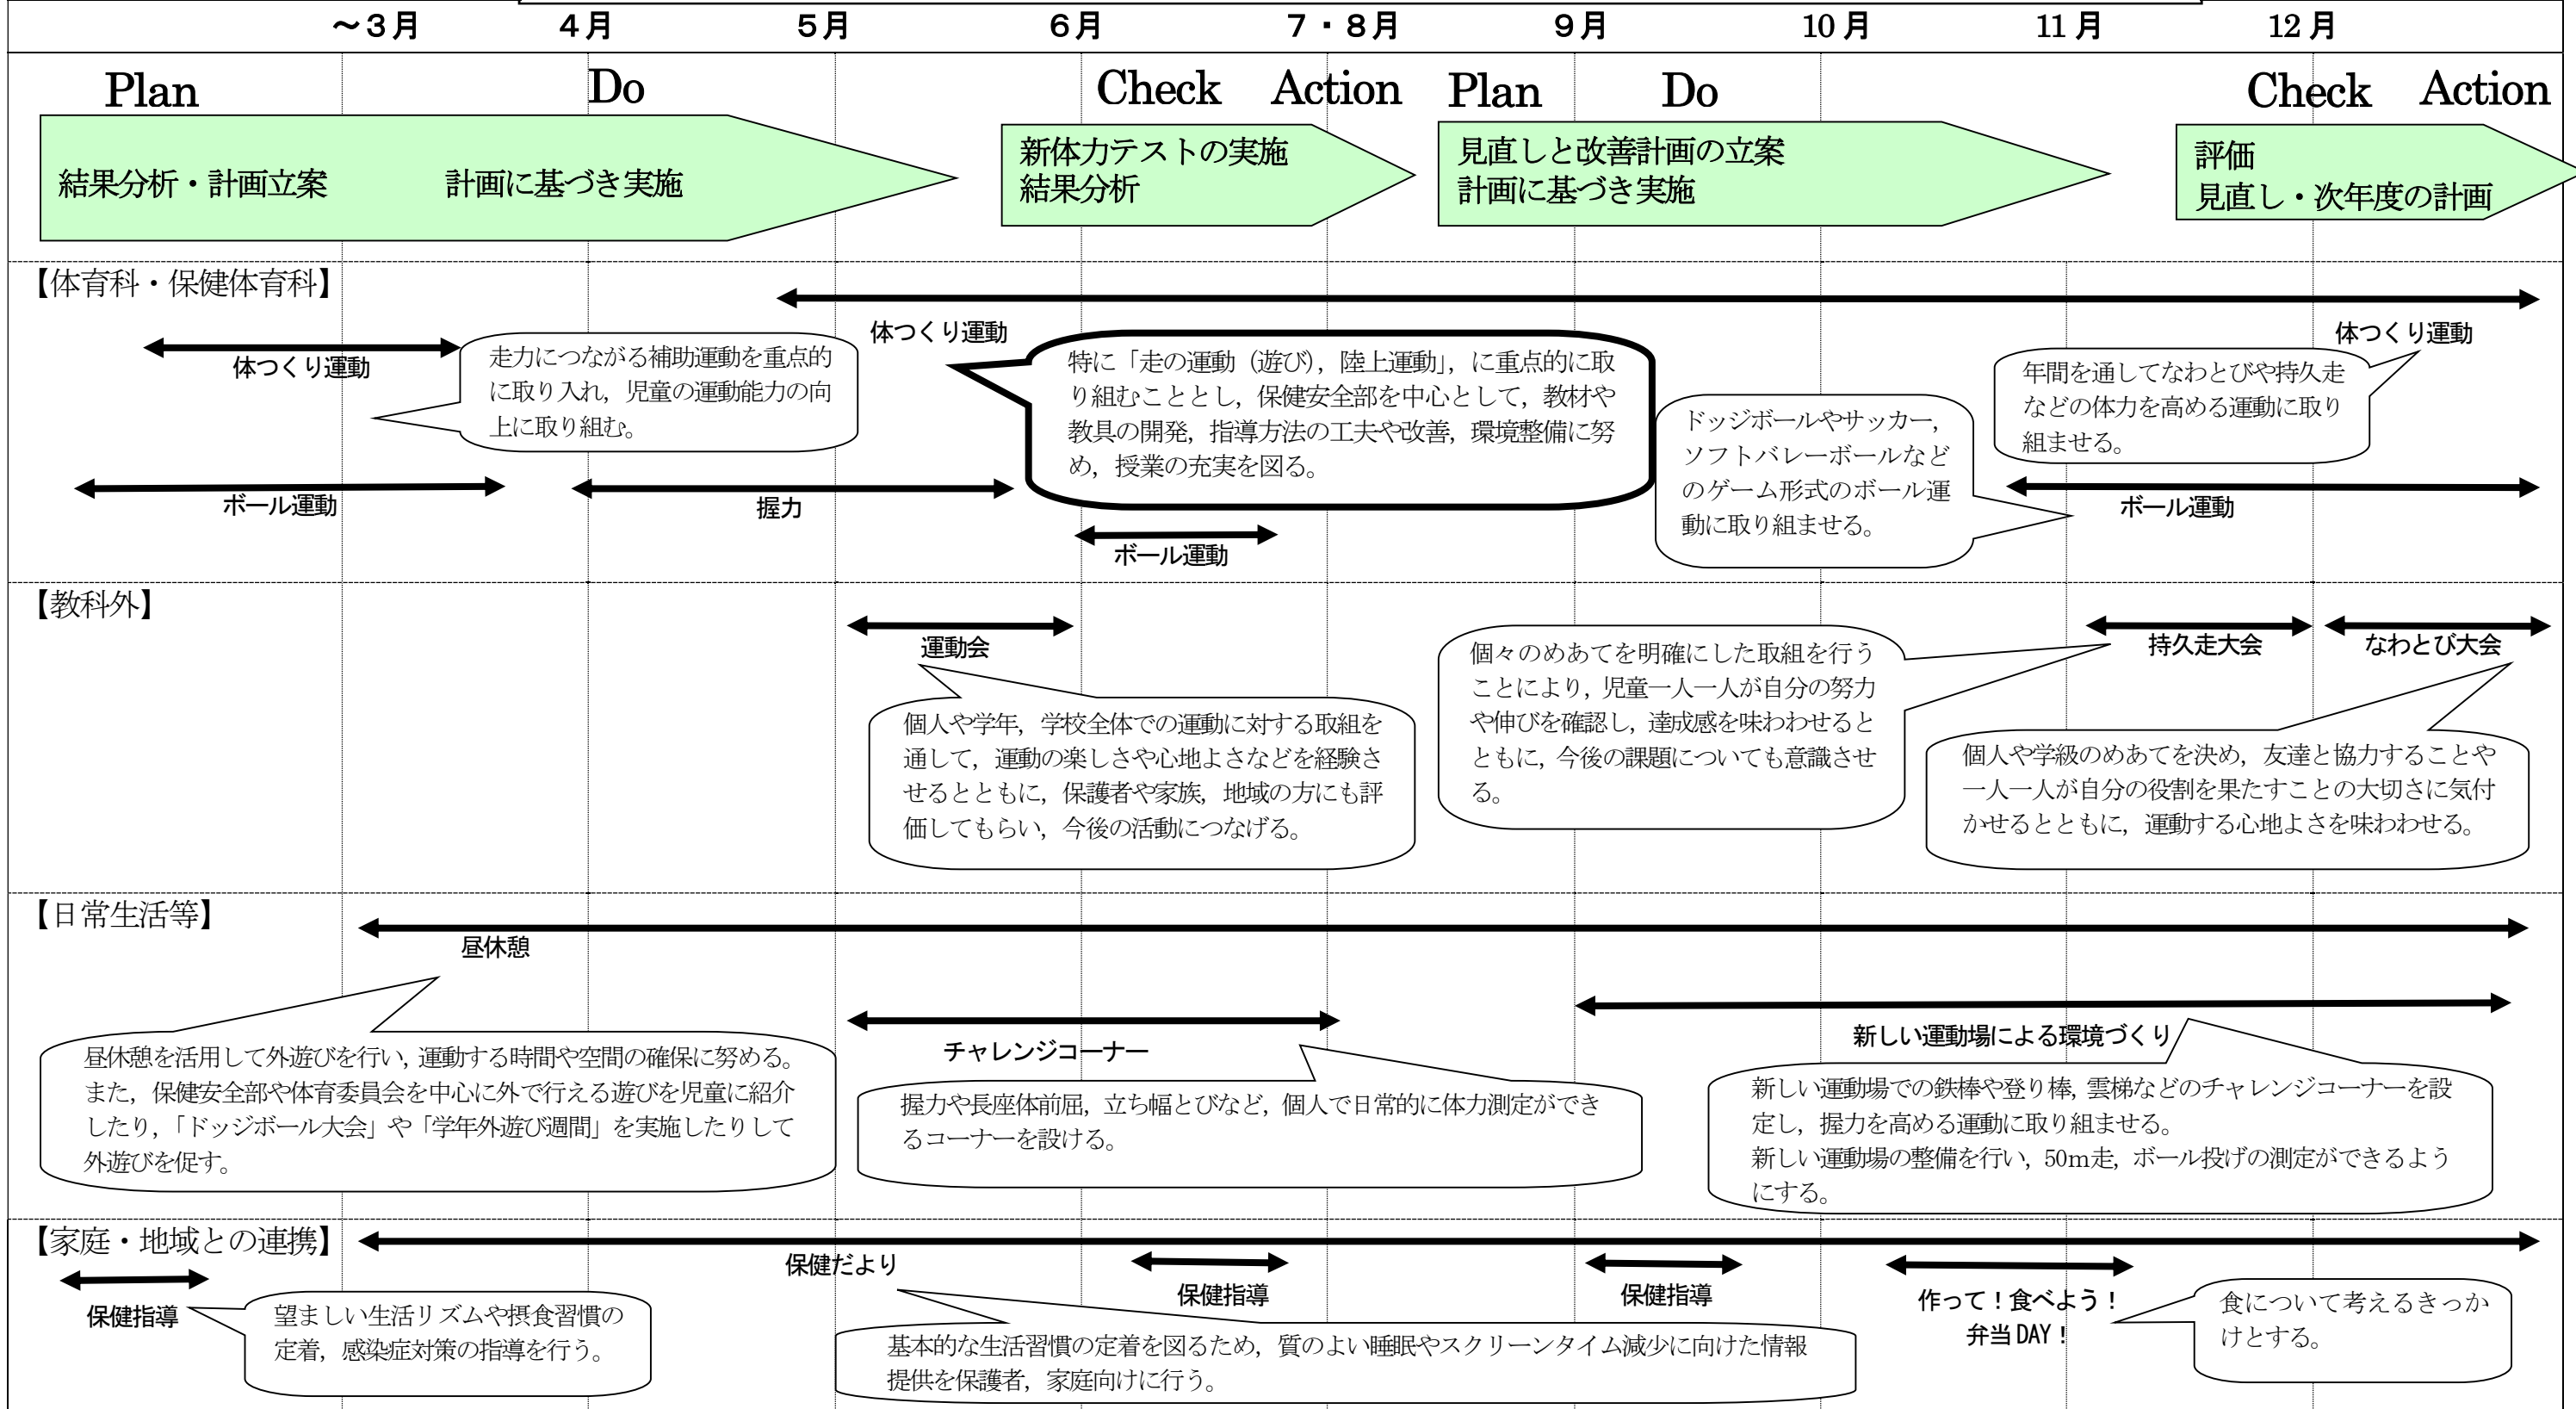 ～３月　４月　５月　６月　７・８月　９月　10 月　11 月　12 月
Plan　Do　Check　Action　Plan　Do　Check　Action
結果分析・計画立案　計画に基づき実施
新体力テストの実施
結果分析
見直しと改善計画の立案
計画に基づき実施
評価
見直し・次年度の計画
【体育科・保健体育科】
体つくり運動
走力につながる補助運動を重点的
に取り入れ，児童の運動能力の向
上に取り組む。
体つくり運動
特に「走の運動（遊び），陸上運動」，に重点的に取
り組むこととし，保健安全部を中心として，教材や
教具の開発，指導方法の工夫や改善，環境整備に努
め，授業の充実を図る。
ドッジボールやサッカー，
ソフトバレーボールなど
のゲーム形式のボール運
動に取り組ませる。
体つくり運動
年間を通してなわとびや持久走
などの体力を高める運動に取り
組ませる。
ボール運動
握力
ボール運動
ボール運動
【教科外】
運動会
個人や学年，学校全体での運動に対する取組を
通して，運動の楽しさや心地よさなどを経験さ
せるとともに，保護者や家族，地域の方にも評
価してもらい，今後の活動につなげる。
個々のめあてを明確にした取組を行う
ことにより，児童一人一人が自分の努力
や伸びを確認し，達成感を味わわせると
ともに，今後の課題についても意識させ
る。
持久走大会
なわとび大会
個人や学級のめあてを決め，友達と協力することや
一人一人が自分の役割を果たすことの大切さに気付
かせるとともに，運動する心地よさを味わわせる。
【日常生活等】
昼休憩
昼休憩を活用して外遊びを行い，運動する時間や空間の確保に努める。
また，保健安全部や体育委員会を中心に外で行える遊びを児童に紹介
したり，「ドッジボール大会」や「学年外遊び週間」を実施したりして
外遊びを促す。
チャレンジコーナー
握力や長座体前屈，立ち幅とびなど，個人で日常的に体力測定ができ
るコーナーを設ける。
新しい運動場による環境づくり
新しい運動場での鉄棒や登り棒，雲梯などのチャレンジコーナーを設
定し，握力を高める運動に取り組ませる。
新しい運動場の整備を行い，50ｍ走，ボール投げの測定ができるよう
にする。
【家庭・地域との連携】
保健指導
望ましい生活リズムや摂食習慣の
定着，感染症対策の指導を行う。
保健だより
基本的な生活習慣の定着を図るため，質のよい睡眠やスクリーンタイム減少に向けた情報
提供を保護者，家庭向けに行う。
保健指導
保健指導
作って！食べよう！
弁当 DAY！
食について考えるきっか
けとする。